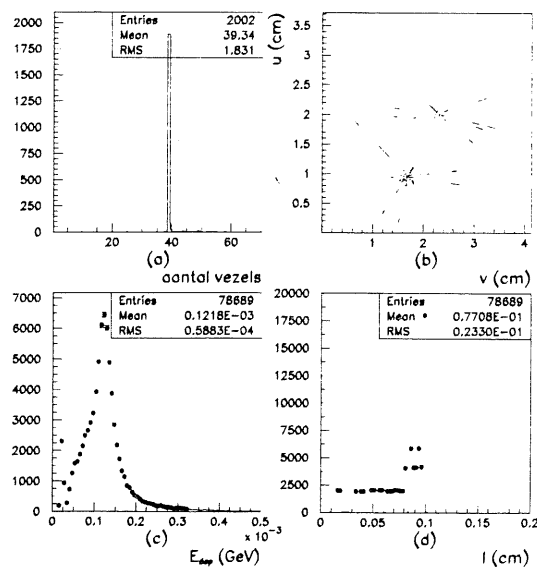 Entries 2002
Mean 39.34
RMS 1.831
2000
1750
1500
1250
1000
750
500
250
0
20
40
60
(a)
aantal vezels
u (cm)
3.5
3
2.5
2
1.5
1
0.5
1
2
3
4
(b)
v (cm)
Entries 78689
Mean 0.1218E-03
RMS 0.5883E-04
7000
6000
5000
4000
3000
2000
1000
0
0
0.1
0.2
0.3
0.4
0.5
× 10⁻³
(c)
E_dep (GeV)
Entries 78689
Mean 0.7708E-01
RMS 0.2330E-01
20000
17500
15000
12500
10000
7500
5000
2500
0
0
0.05
0.1
0.15
0.2
(d)
l (cm)